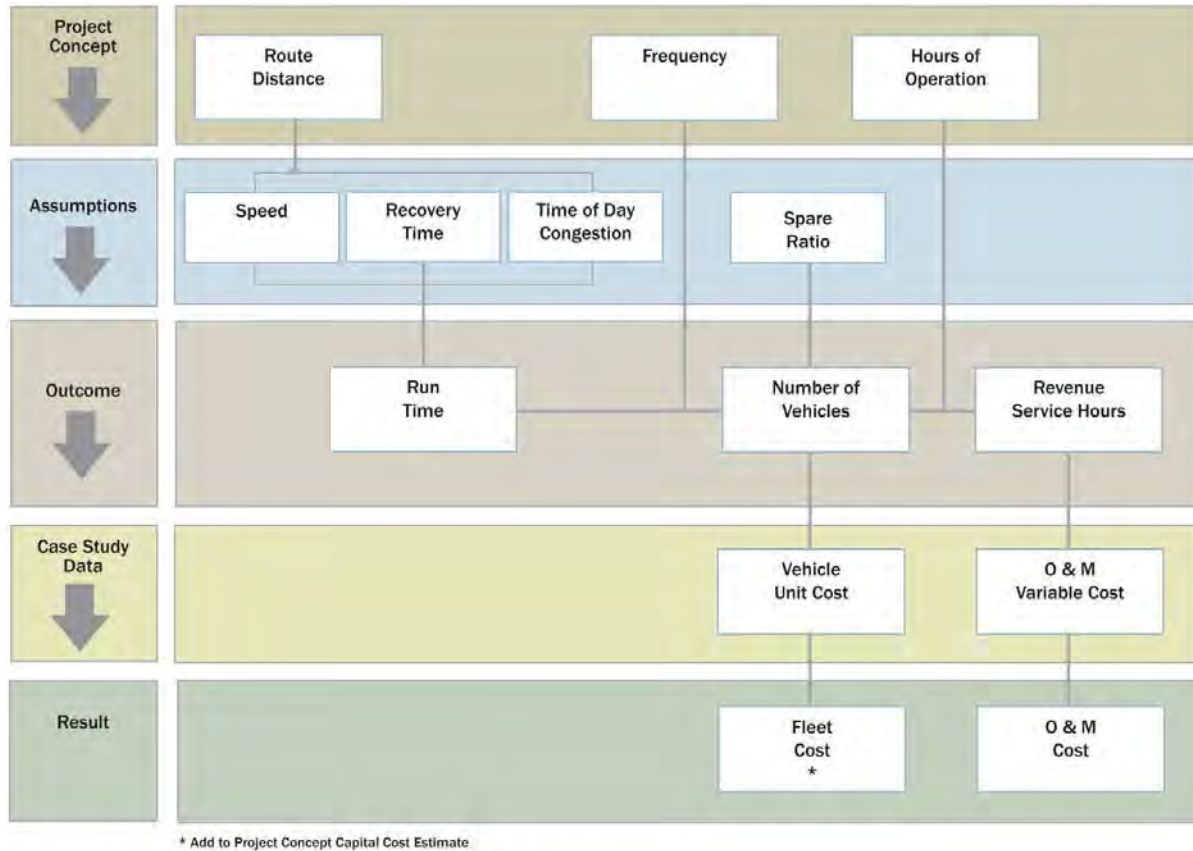 Project
Concept
Route
Distance
Frequency
Hours of
Operation
Assumptions
Speed
Recovery
Time
Time of Day
Congestion
Spare
Ratio
Outcome
Run
Time
Number of
Vehicles
Revenue
Service Hours
Case Study
Data
Vehicle
Unit Cost
O & M
Variable Cost
Result
Fleet
Cost
*
O & M
Cost
* Add to Project Concept Capital Cost Estimate